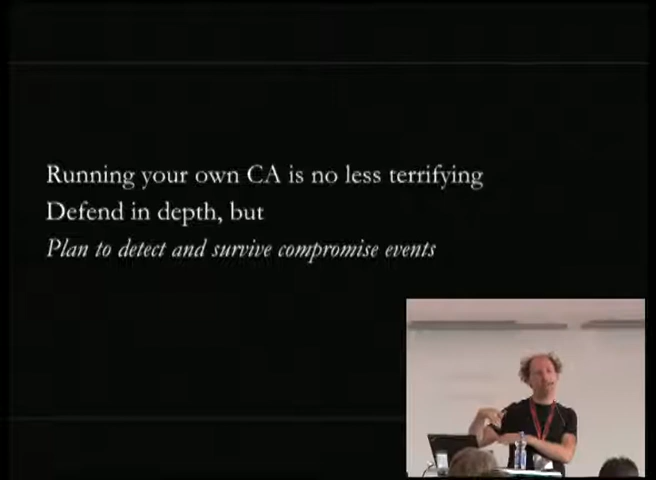 Running your own CA is no less terrifying
Defend in depth, but
Plan to detect and survive compromise events